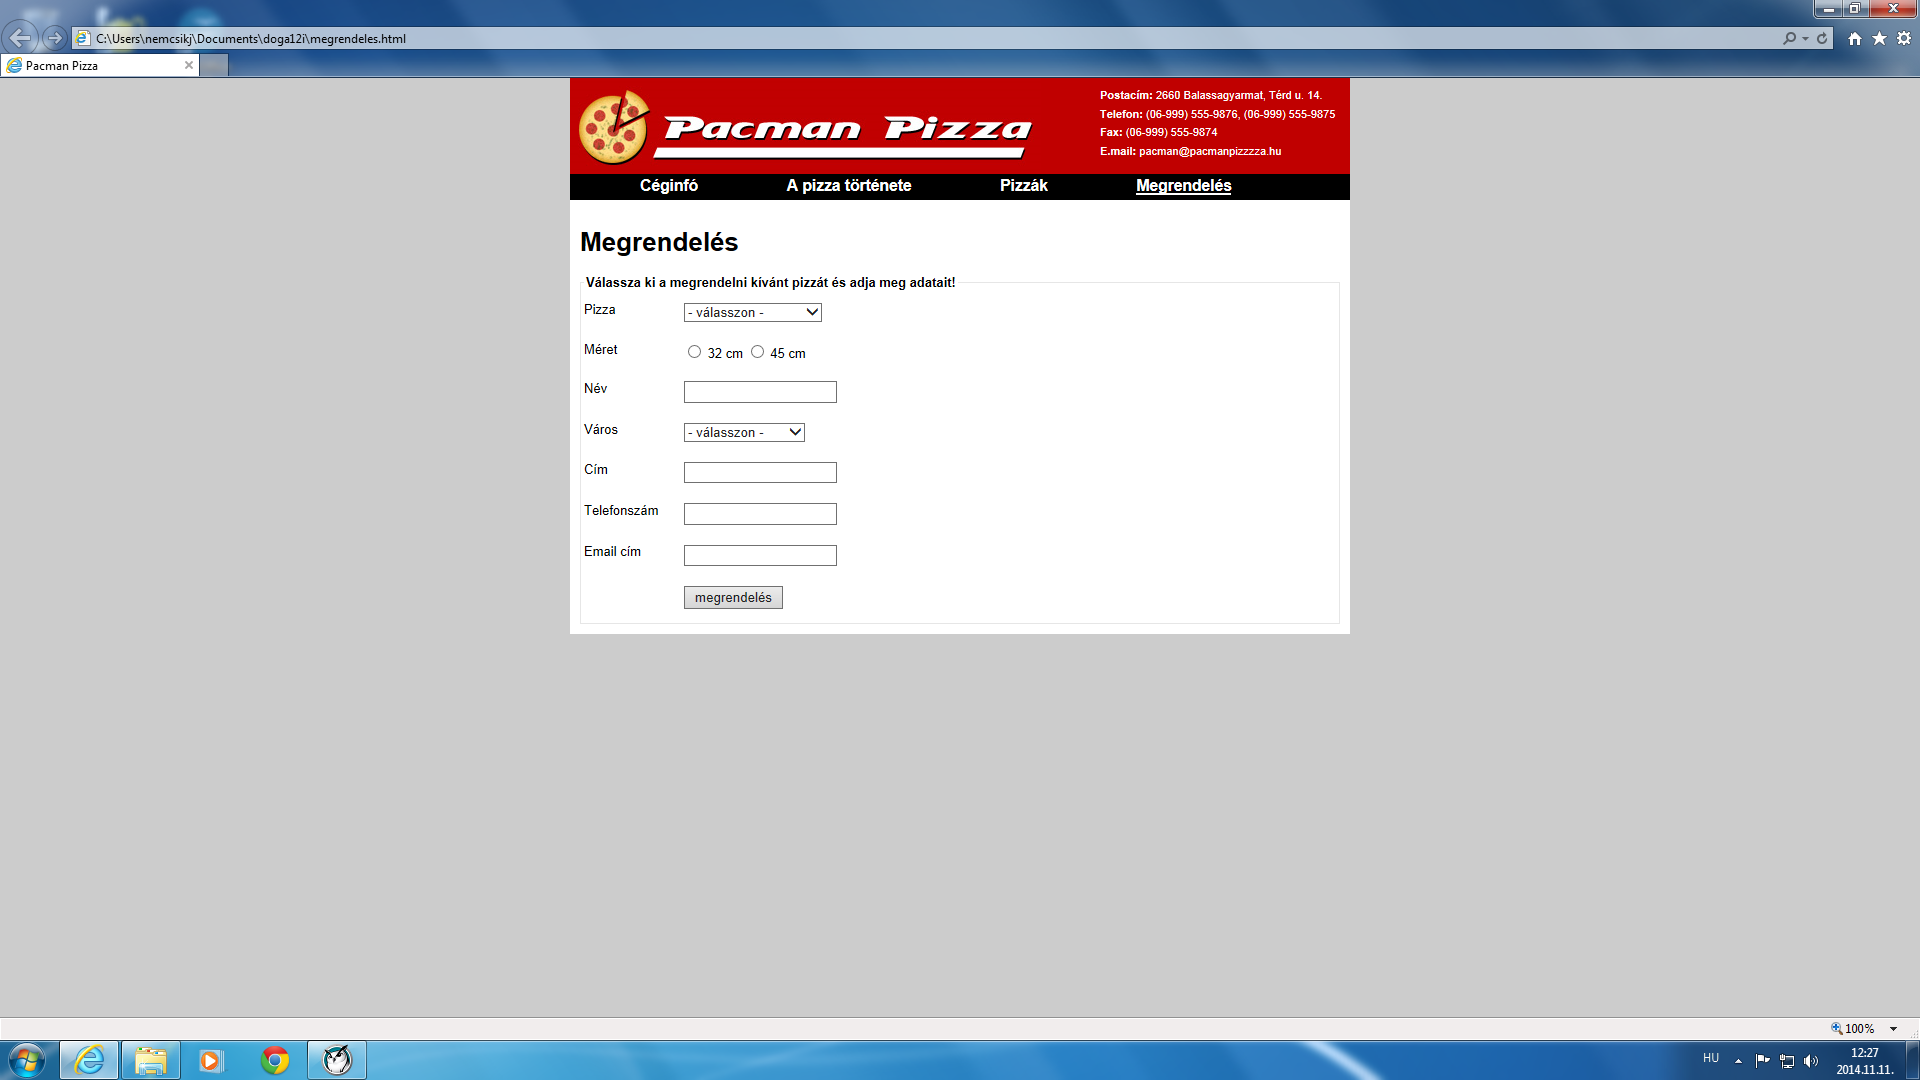 C:\Users\nemcsikj\Documents\doga12i\megrendeles.html
Pacman Pizza
Pacman Pizza
Postacím: 2660 Balassagyarmat, Térd u. 14.
Telefon: (06-999) 555-9876, (06-999) 555-9875
Fax: (06-999) 555-9874
E.mail: pacman@pacmanpizzzza.hu
Céginfó A pizza története Pizzák Megrendelés
Megrendelés
Válassza ki a megrendelni kívánt pizzát és adja meg adatait!
Pizza - válasszon -
Méret 32 cm 45 cm
Név
Város - válasszon -
Cím
Telefonszám
Email cím
megrendelés
100%
HU 12:27
2014.11.11.